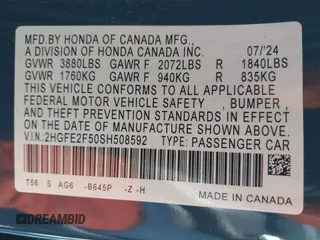 MFD.BY HONDA OF CANADA MFG.,
A DIVISION OF HONDA CANADA INC. 07/'24
GVWR 3880LBS GAWR F 2072LBS R 1840LBS
GVWR 1760KG GAWR F 940KG R 835KG
THIS VEHICLE CONFORMS TO ALL APPLICABLE
FEDERAL MOTOR VEHICLE SAFETY , BUMPER ,
AND THEFT PREVENTION STANDARDS IN EFFECT
ON THE DATE OF MANUFACTURE SHOWN ABOVE.
V.I.N:2HGFE2F50SH508592 TYPE:PASSENGER CAR
T56 S AG6 -B645P -Z -H
MADE IN CANADA
DREAMBID